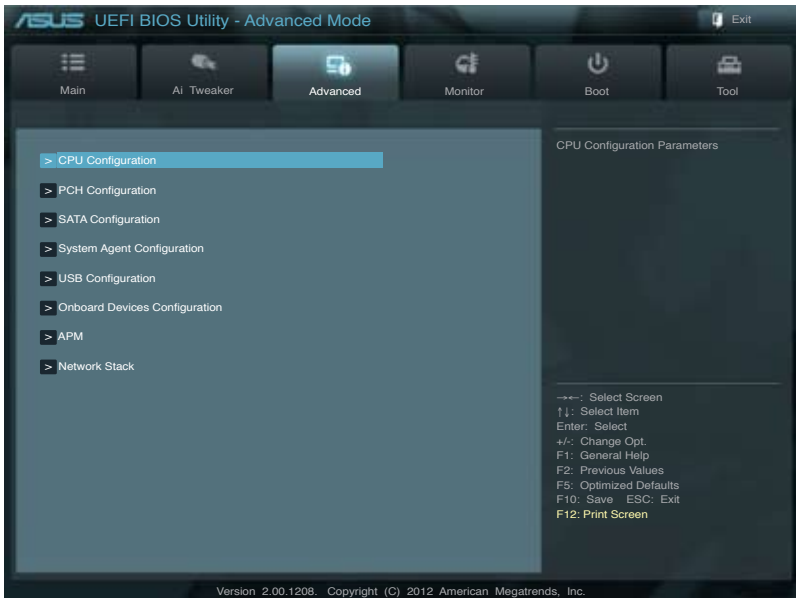 ASUS UEFI BIOS Utility - Advanced Mode
Exit
Main
Ai Tweaker
Advanced
Monitor
Boot
Tool
> CPU Configuration
> PCH Configuration
> SATA Configuration
> System Agent Configuration
> USB Configuration
> Onboard Devices Configuration
> APM
> Network Stack
CPU Configuration Parameters
→←: Select Screen
↑↓: Select Item
Enter: Select
+/-: Change Opt.
F1: General Help
F2: Previous Values
F5: Optimized Defaults
F10: Save ESC: Exit
F12: Print Screen
Version 2.00.1208. Copyright (C) 2012 American Megatrends, Inc.